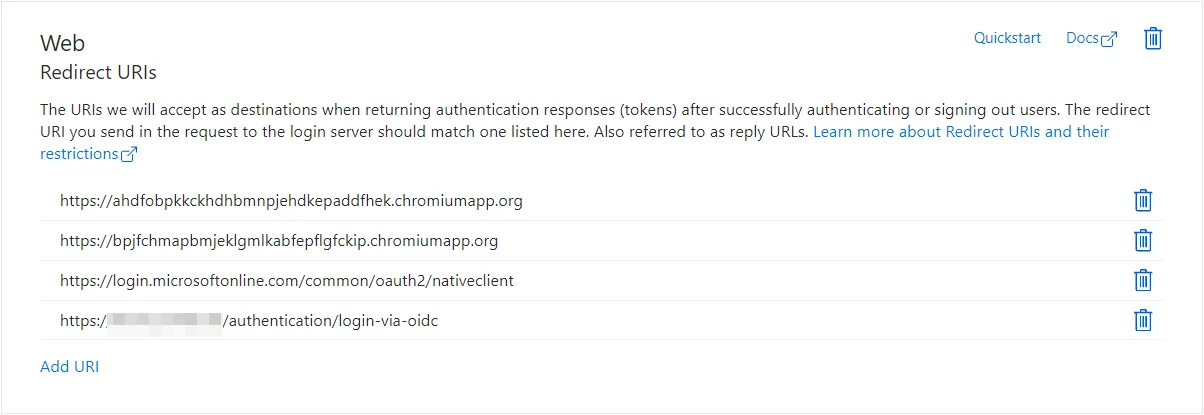 Web
Quickstart
Docs
Redirect URIs
The URIs we will accept as destinations when returning authentication responses (tokens) after successfully authenticating or signing out users. The redirect
URI you send in the request to the login server should match one listed here. Also referred to as reply URLs. Learn more about Redirect URIs and their
restrictions
https://ahdfobpkkckhdhbmnpjehdkepaddfhek.chromiumapp.org
https://bpjfchmapbmjeklgmlkabfepflgfckip.chromiumapp.org
https://login.microsoftonline.com/common/oauth2/nativeclient
https:/ /authentication/login-via-oidc
Add URI